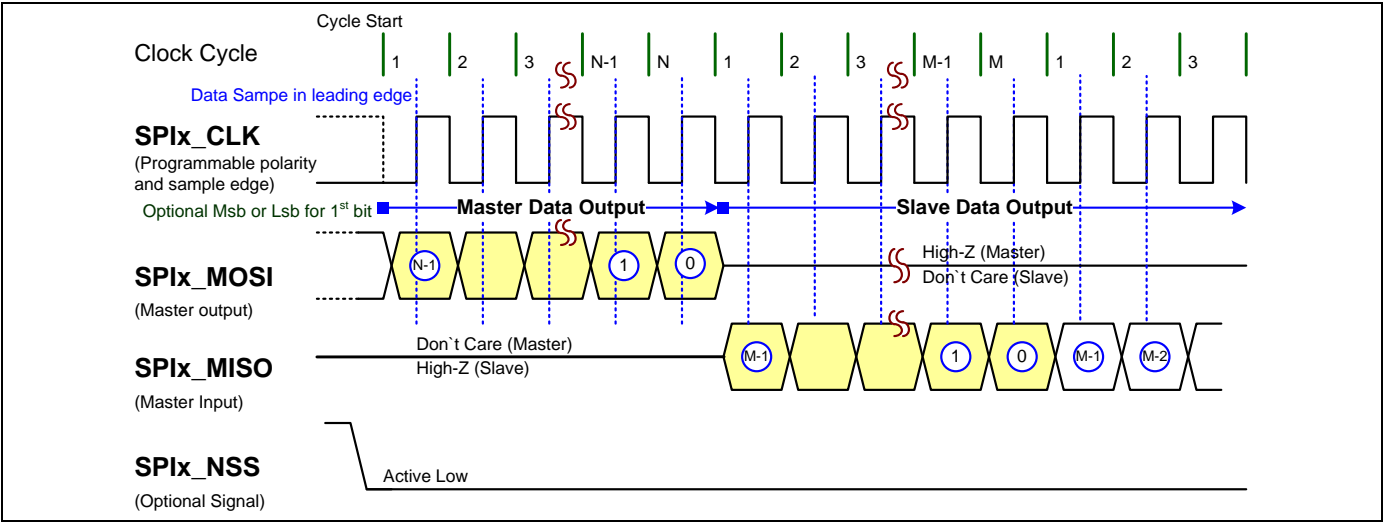 Cycle Start
Clock Cycle
1 2 3 N-1 N 1 2 3 M-1 M 1 2 3
Data Sampe in leading edge
SPIx_CLK
(Programmable polarity
and sample edge)
Optional Msb or Lsb for 1st bit
Master Data Output
Slave Data Output
SPIx_MOSI
(Master output)
N-1 1 0
High-Z (Master)
Don`t Care (Slave)
SPIx_MISO
(Master Input)
Don`t Care (Master)
High-Z (Slave)
M-1 1 0 M-1 M-2
SPIx_NSS
(Optional Signal)
Active Low